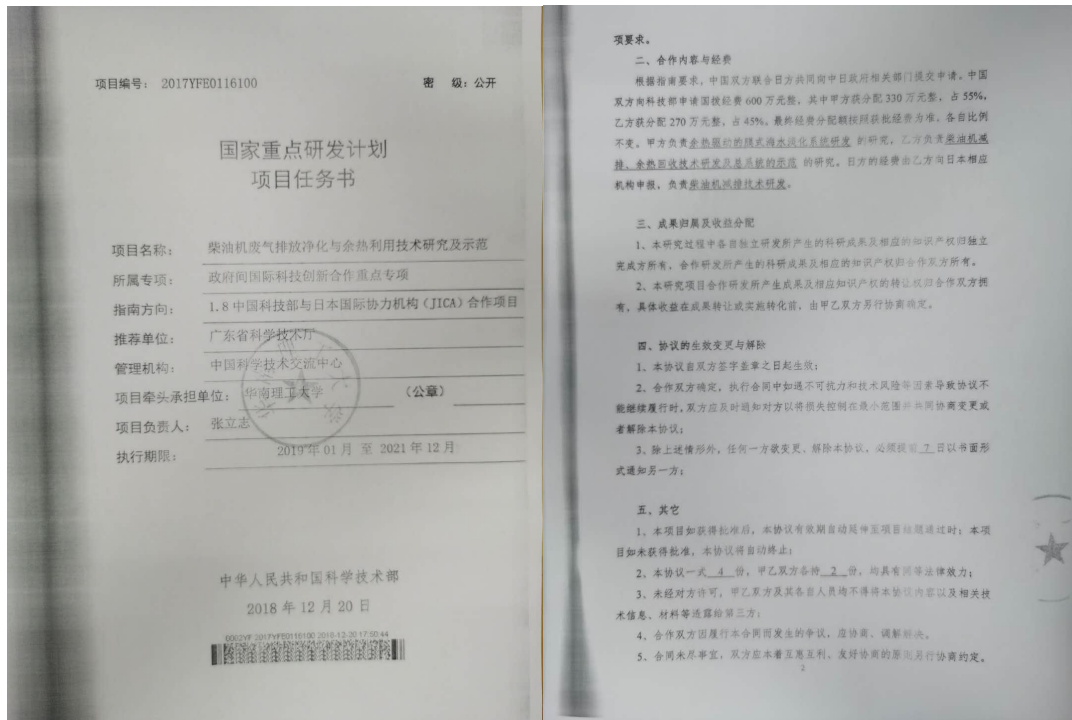 项目编号： 2017YFE0116100
密 级：公开
国家重点研发计划
项目任务书
项目名称： 柴油机废气排放净化与余热利用技术研究及示范
所属专项： 政府间国际科技创新合作重点专项
指南方向： 1.8 中国科技部与日本国际协力机构（JICA）合作项目
推荐单位： 广东省科学技术厅
管理机构： 中国科学技术交流中心
项目牵头承担单位： 华南理工大学 （公章）
项目负责人： 张立志
执行期限： 2019 年 01 月 至 2021 年 12 月
中华人民共和国科学技术部
2018 年 12 月 20 日
0002YF 2017YFE0116100 2018-12-20 17:50:44
项要求。
二、合作内容与经费
根据指南要求，中国双方联合日方共同向中日政府相关部门提交申请。中国
双方向科技部申请国拨经费 600 万元整，其中甲方获分配 330 万元整，占 55%，
乙方获分配 270 万元整，占 45%。最终经费分配额按照获批经费为准，各自比例
不变。甲方负责余热驱动的膜式海水淡化系统研发 的研究，乙方负责柴油机减
排、余热回收技术研发及总系统的示范 的研究。日方的经费由乙方向日本相应
机构申报，负责柴油机减排技术研发。
三、成果归属及收益分配
1、本研究过程中各自独立研发所产生的科研成果及相应的知识产权归独立
完成方所有，合作研发所产生的科研成果及相应的知识产权归合作双方所有。
2、本研究项目合作研发所产生成果及相应知识产权的转让权归合作双方拥
有，具体收益在成果转让或实施转化前，由甲乙双方另行协商确定。
四、协议的生效变更与解除
1、本协议自双方签字盖章之日起生效；
2、合作双方确定，执行合同中如遇不可抗力和技术风险等因素导致协议不
能继续履行时，双方应及时通知对方以将损失控制在最小范围并共同协商变更或
者解除本协议；
3、除上述情形外，任何一方欲变更、解除本协议，必须提前 7 日以书面形
式通知另一方；
五、其它
1、本项目如获得批准后，本协议有效期自动延伸至项目结题通过时；本项
目如未获得批准，本协议将自动终止；
2、本协议一式 4 份，甲乙双方各持 2 份，均具有同等法律效力；
3、未经对方许可，甲乙双方及其各自人员均不得将本协议内容以及相关技
术信息、材料等透露给第三方；
4、合作双方因履行本合同而发生的争议，应协商、调解解决。
5、合同未尽事宜，双方应本着互惠互利、友好协商的原则另行协商约定。
2